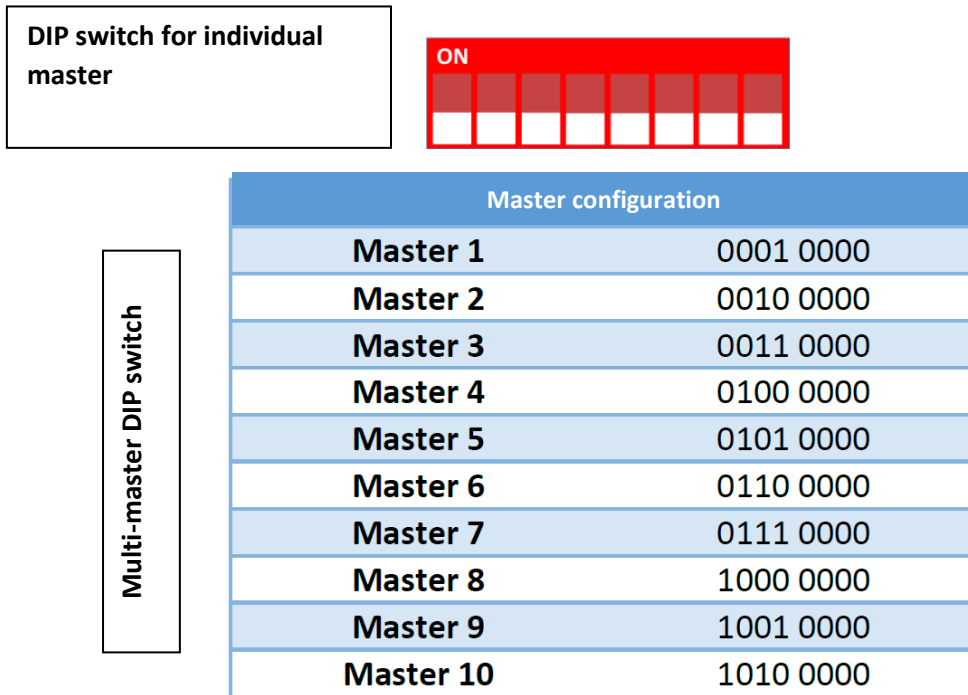 DIP switch for individual
master
ON
Master configuration
Multi-master DIP switch
Master 1 0001 0000
Master 2 0010 0000
Master 3 0011 0000
Master 4 0100 0000
Master 5 0101 0000
Master 6 0110 0000
Master 7 0111 0000
Master 8 1000 0000
Master 9 1001 0000
Master 10 1010 0000